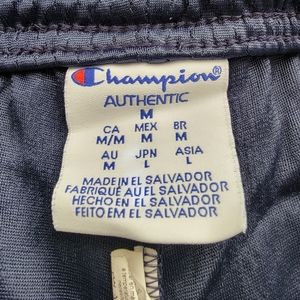 Champion®
AUTHENTIC
M
CA MEX BR
M/M M M
AU JPN ASIA
M L L
MADE IN EL SALVADOR
FABRIQUÉ AU EL SALVADOR
HECHO EN EL SALVADOR
FEITO EM EL SALVADOR